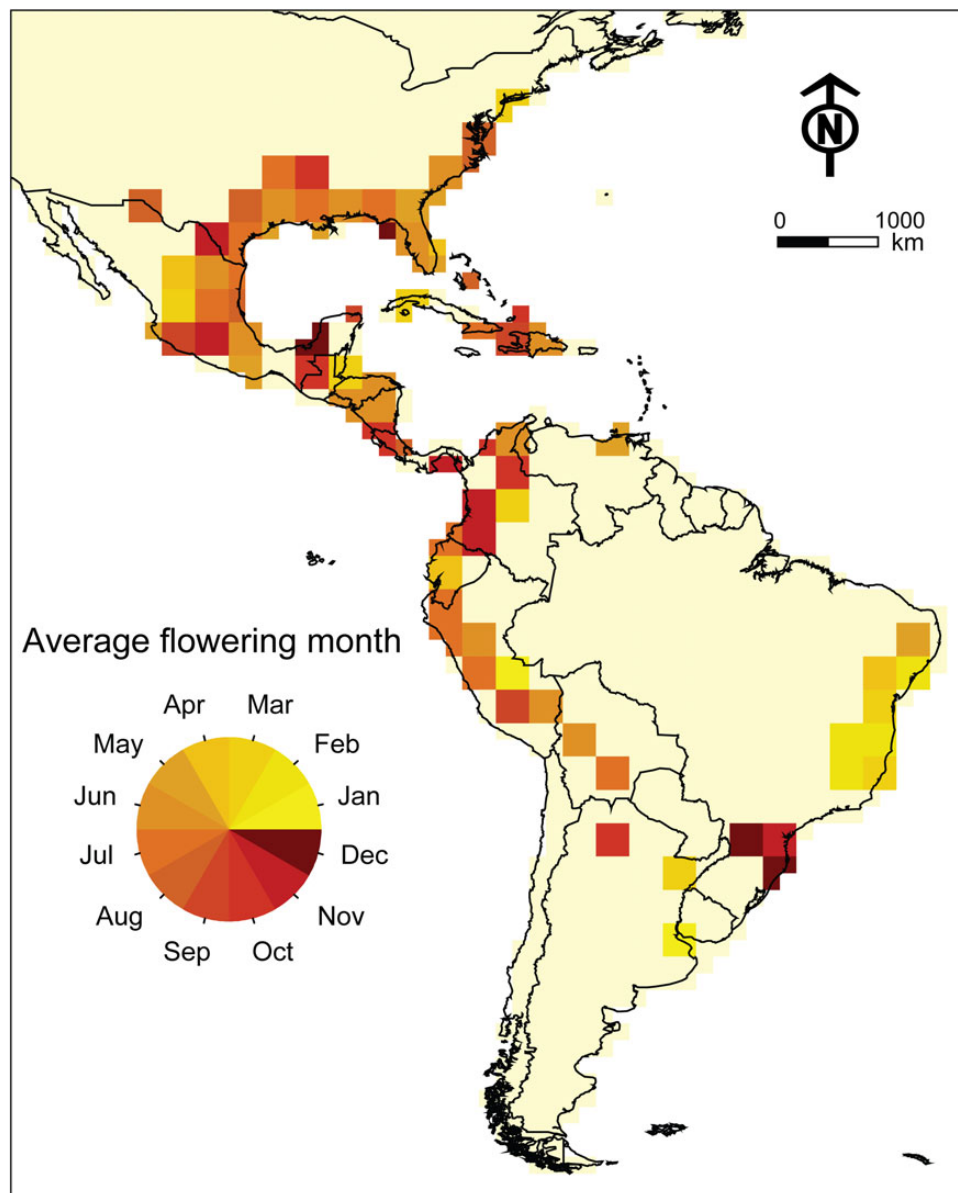 N
0 1000
km
Average flowering month
Apr Mar
May Feb
Jun Jan
Jul Dec
Aug Nov
Sep Oct